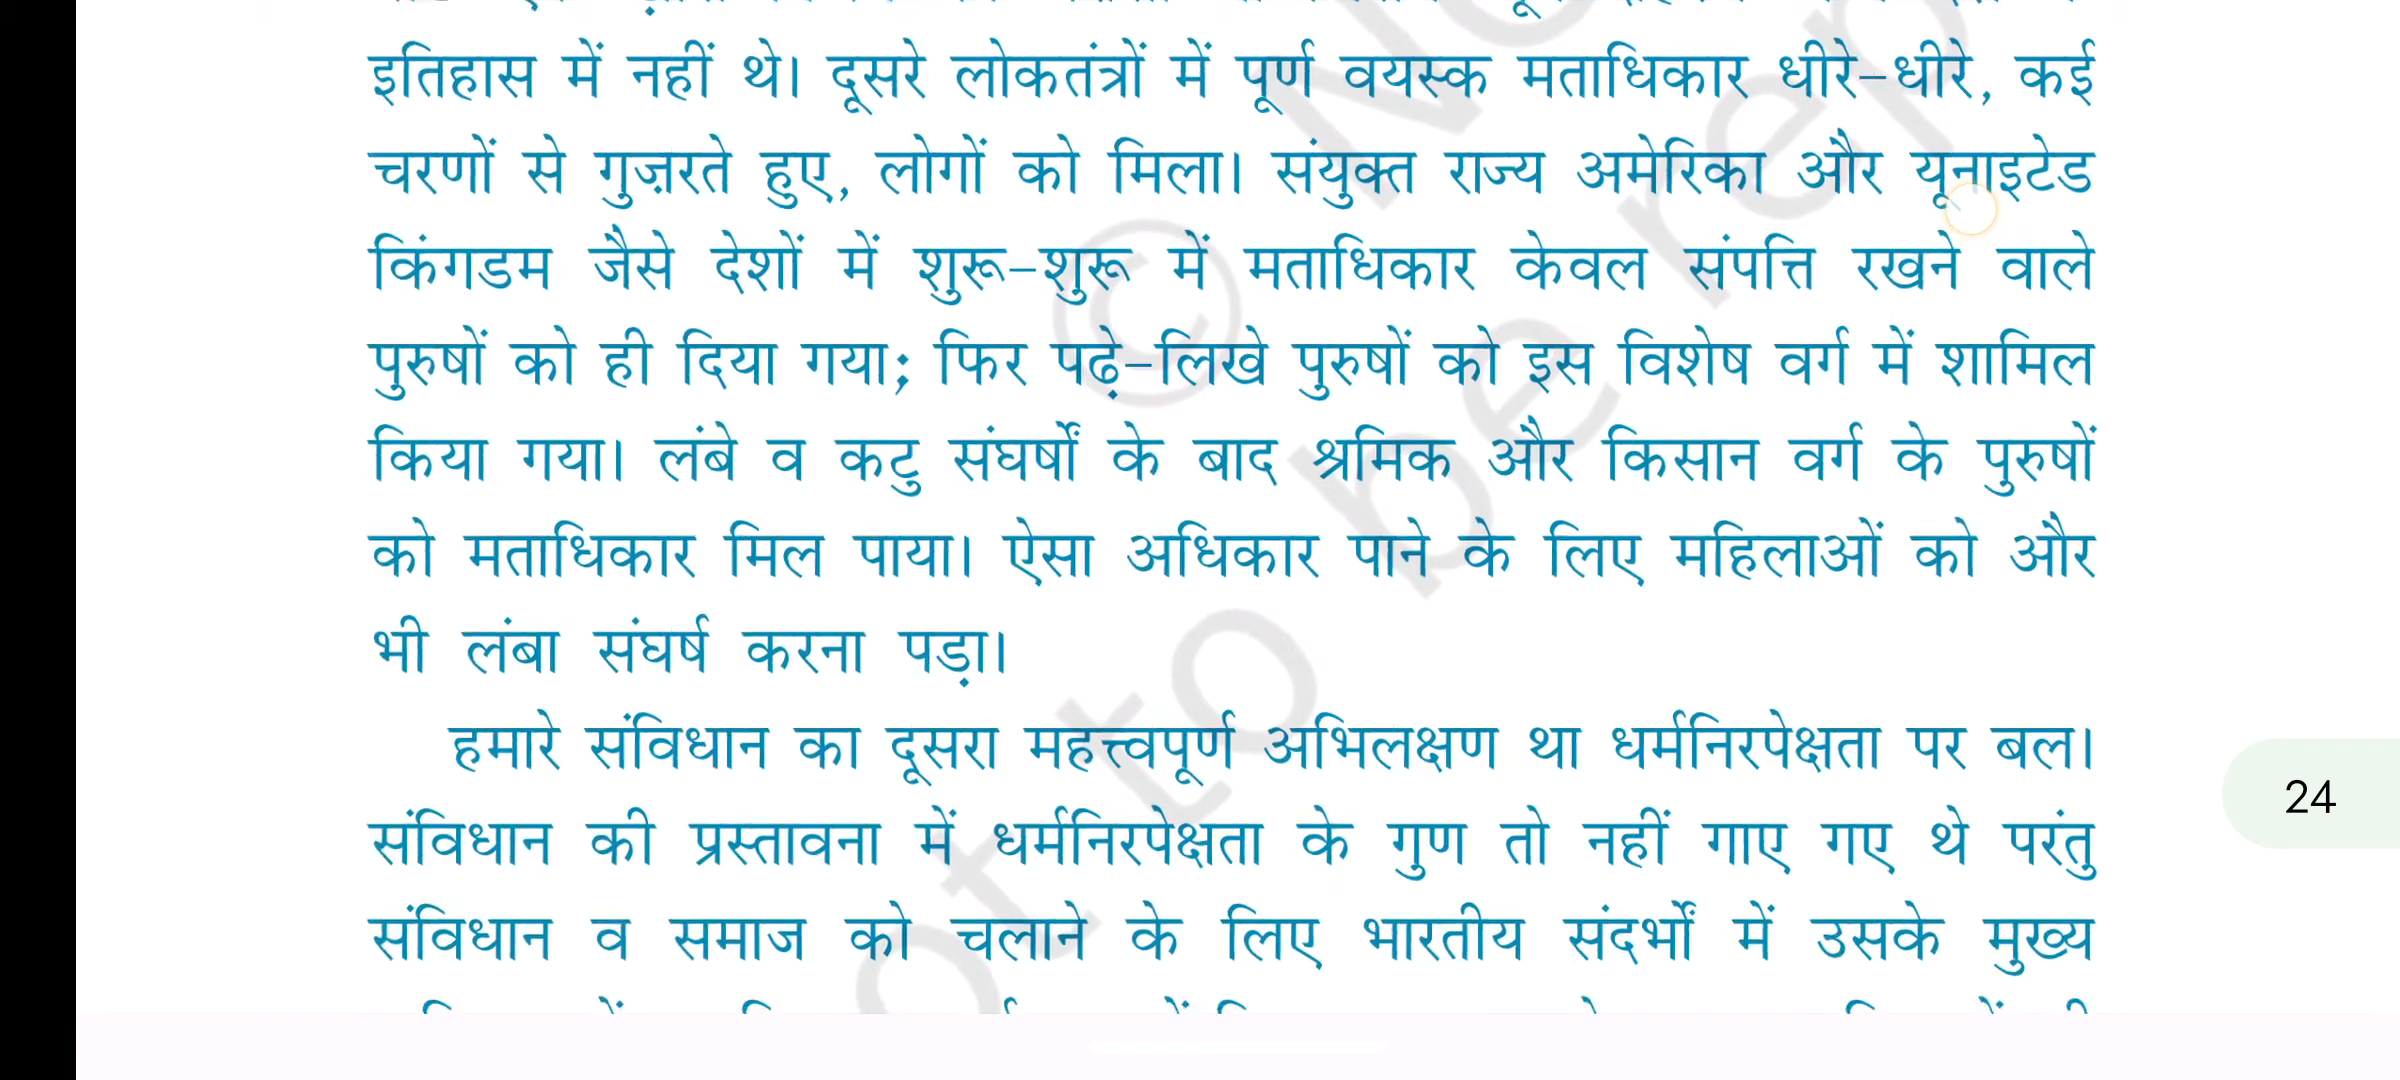 इतिहास में नहीं थे। दूसरे लोकतंत्रों में पूर्ण वयस्क मताधिकार धीरे-धीरे, कई
चरणों से गुज़रते हुए, लोगों को मिला। संयुक्त राज्य अमेरिका और यूनाइटेड
किंगडम जैसे देशों में शुरू-शुरू में मताधिकार केवल संपत्ति रखने वाले
पुरुषों को ही दिया गया; फिर पढ़े-लिखे पुरुषों को इस विशेष वर्ग में शामिल
किया गया। लंबे व कटु संघर्षों के बाद श्रमिक और किसान वर्ग के पुरुषों
को मताधिकार मिल पाया। ऐसा अधिकार पाने के लिए महिलाओं को और
भी लंबा संघर्ष करना पड़ा।
हमारे संविधान का दूसरा महत्त्वपूर्ण अभिलक्षण था धर्मनिरपेक्षता पर बल।
24
संविधान की प्रस्तावना में धर्मनिरपेक्षता के गुण तो नहीं गाए गए थे परंतु
संविधान व समाज को चलाने के लिए भारतीय संदर्भों में उसके मुख्य
©
to be rep